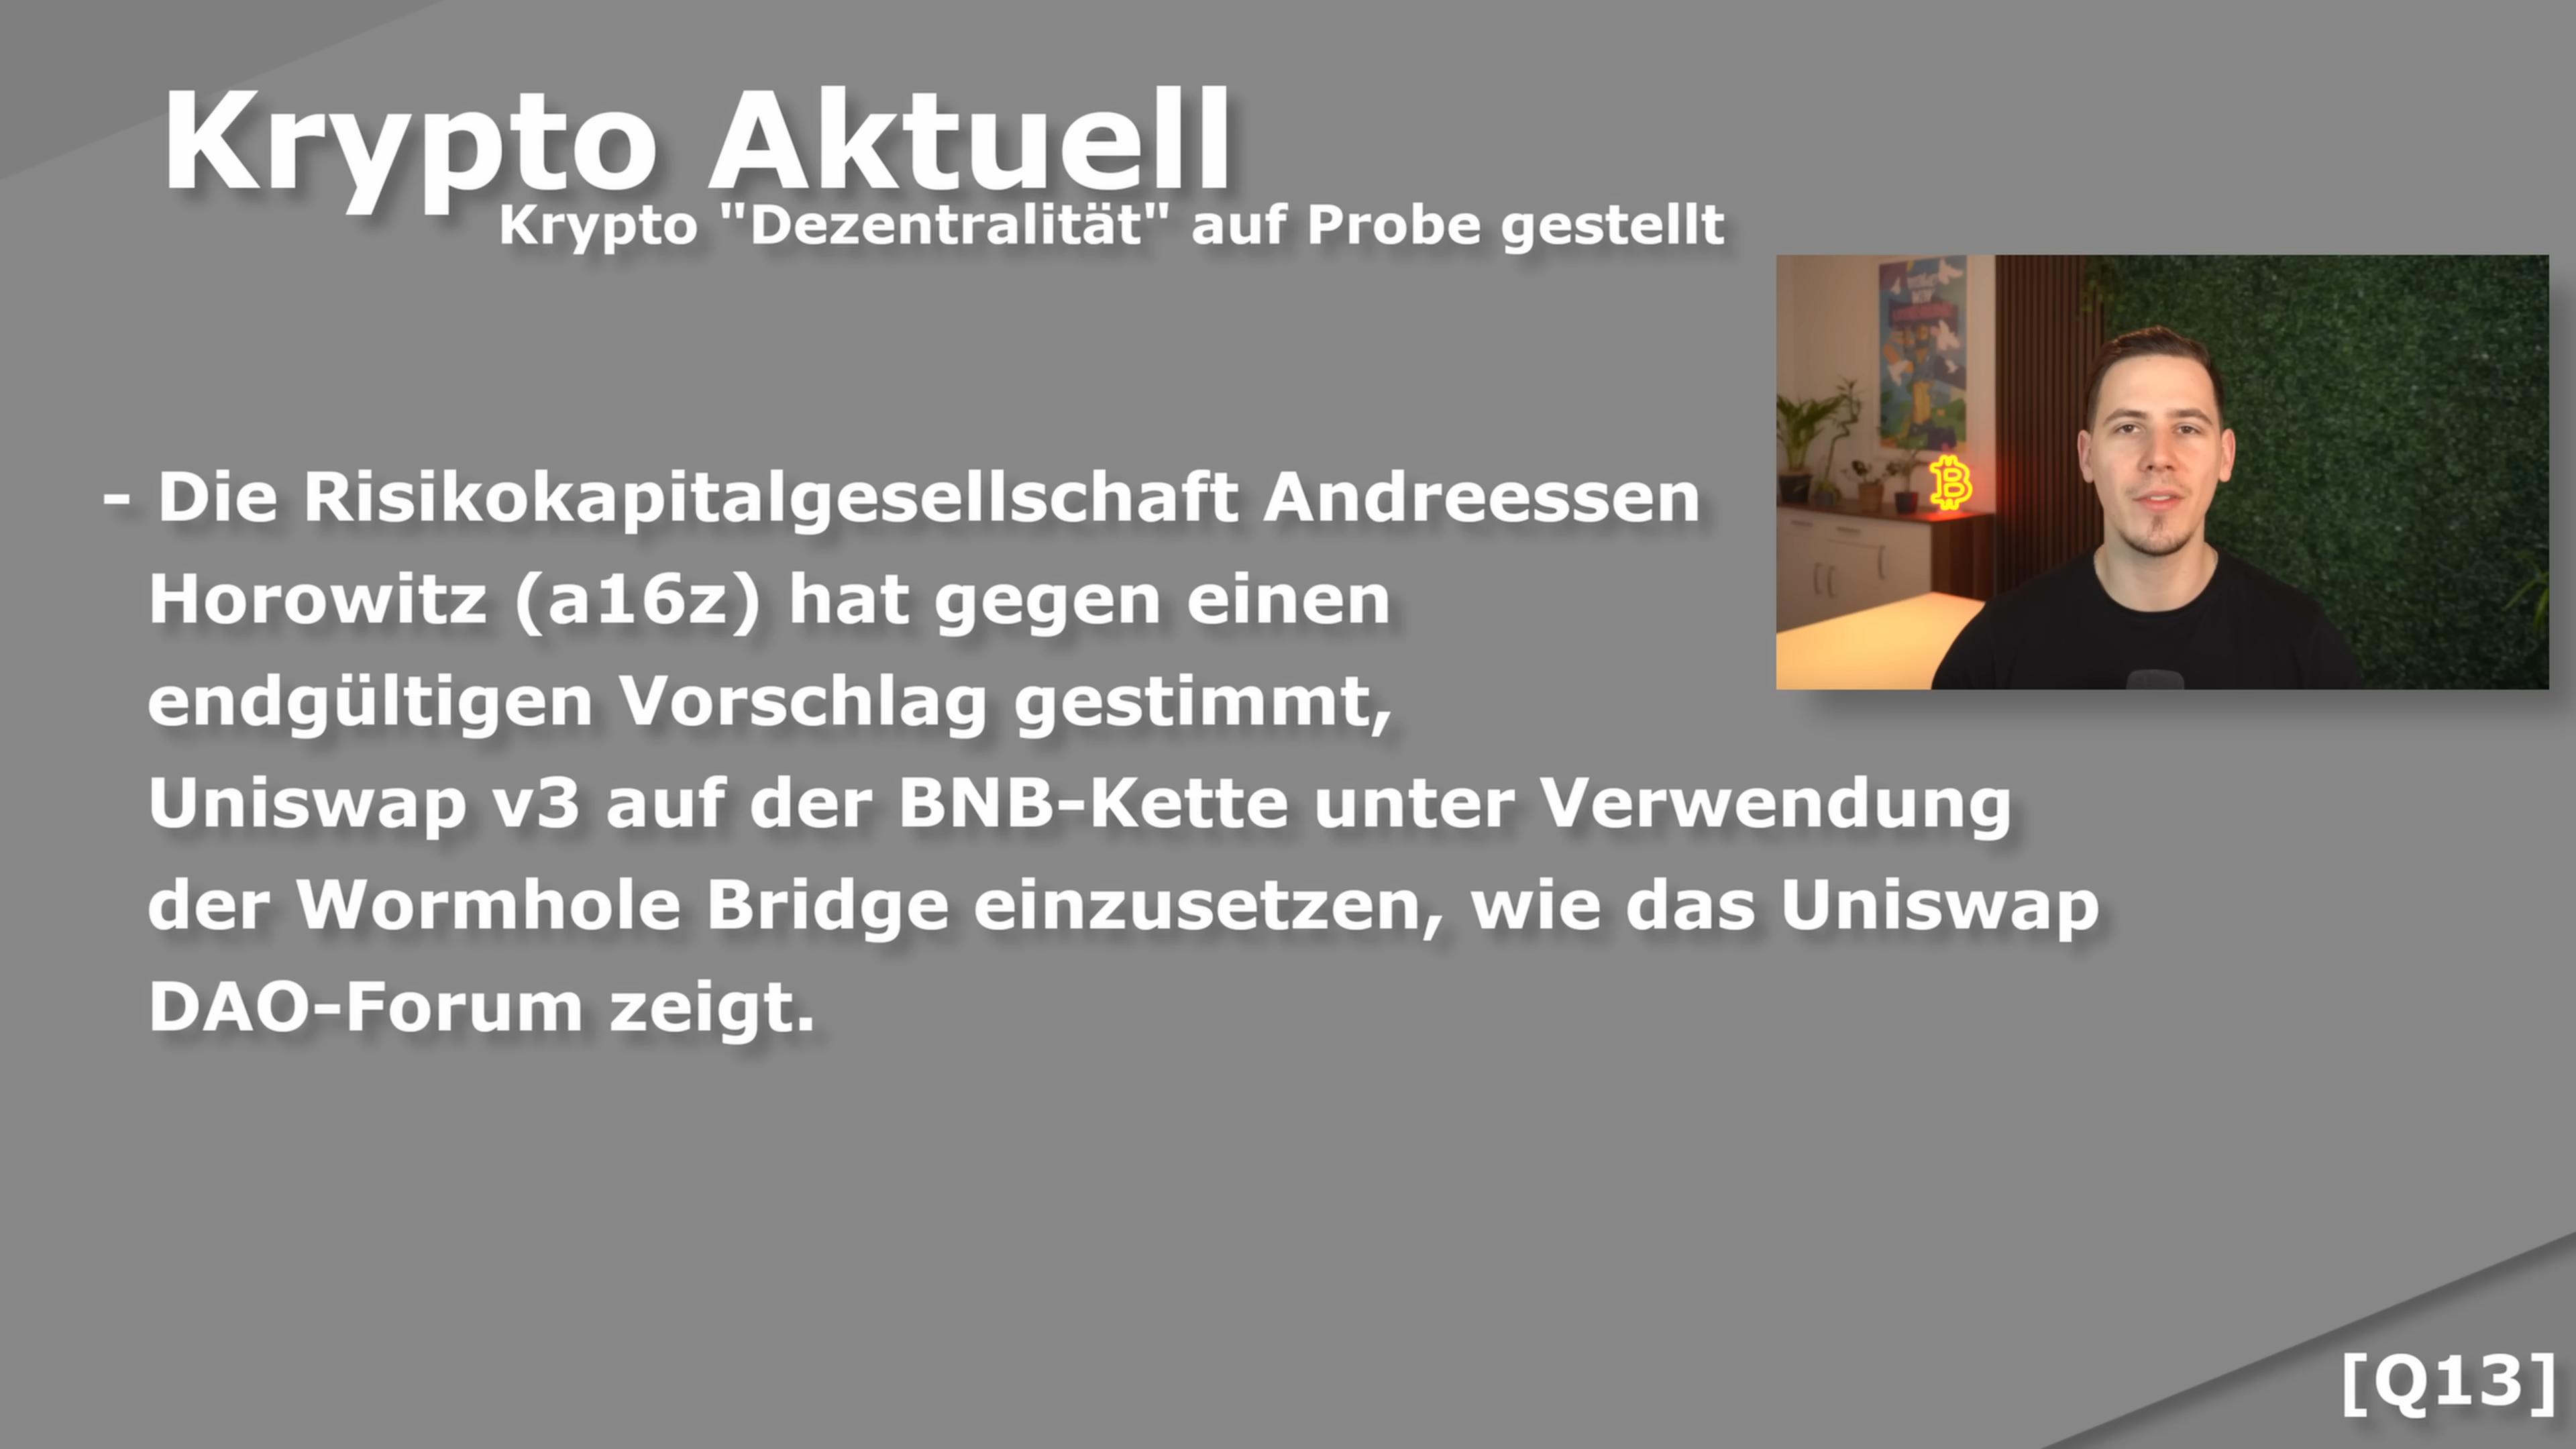 Krypto Aktuell
Krypto "Dezentralität" auf Probe gestellt
- Die Risikokapitalgesellschaft Andreessen
Horowitz (a16z) hat gegen einen
endgültigen Vorschlag gestimmt,
Uniswap v3 auf der BNB-Kette unter Verwendung
der Wormhole Bridge einzusetzen, wie das Uniswap
DAO-Forum zeigt.
[Q13]